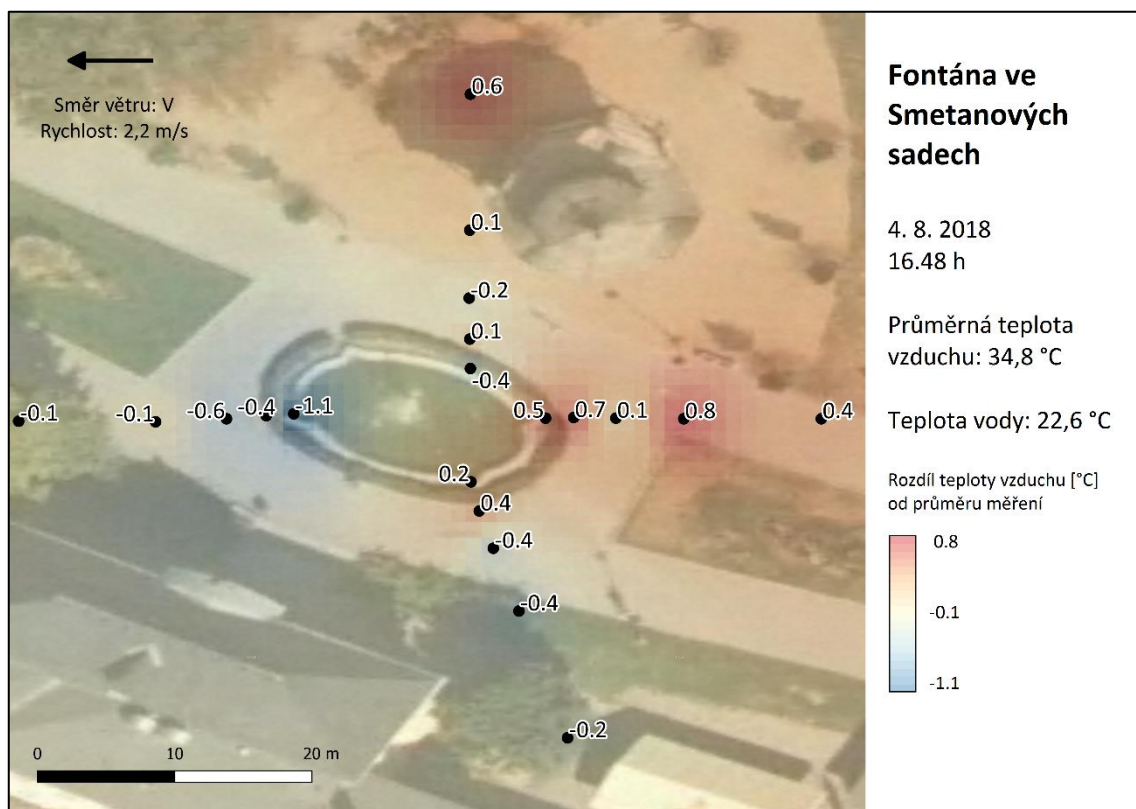 Směr větru: V
Rychlost: 2,2 m/s
0.6
0.1
-0.2
0.1
-0.4
-0.1
-0.1
-0.6
-0.4
-1.1
0.5
0.7
0.1
0.8
0.4
0.2
0.4
-0.4
-0.4
-0.2
0 10 20 m
Fontána ve
Smetanových
sadech
4. 8. 2018
16.48 h
Průměrná teplota
vzduchu: 34,8 °C
Teplota vody: 22,6 °C
Rozdíl teploty vzduchu [°C]
od průměru měření
0.8
-0.1
-1.1